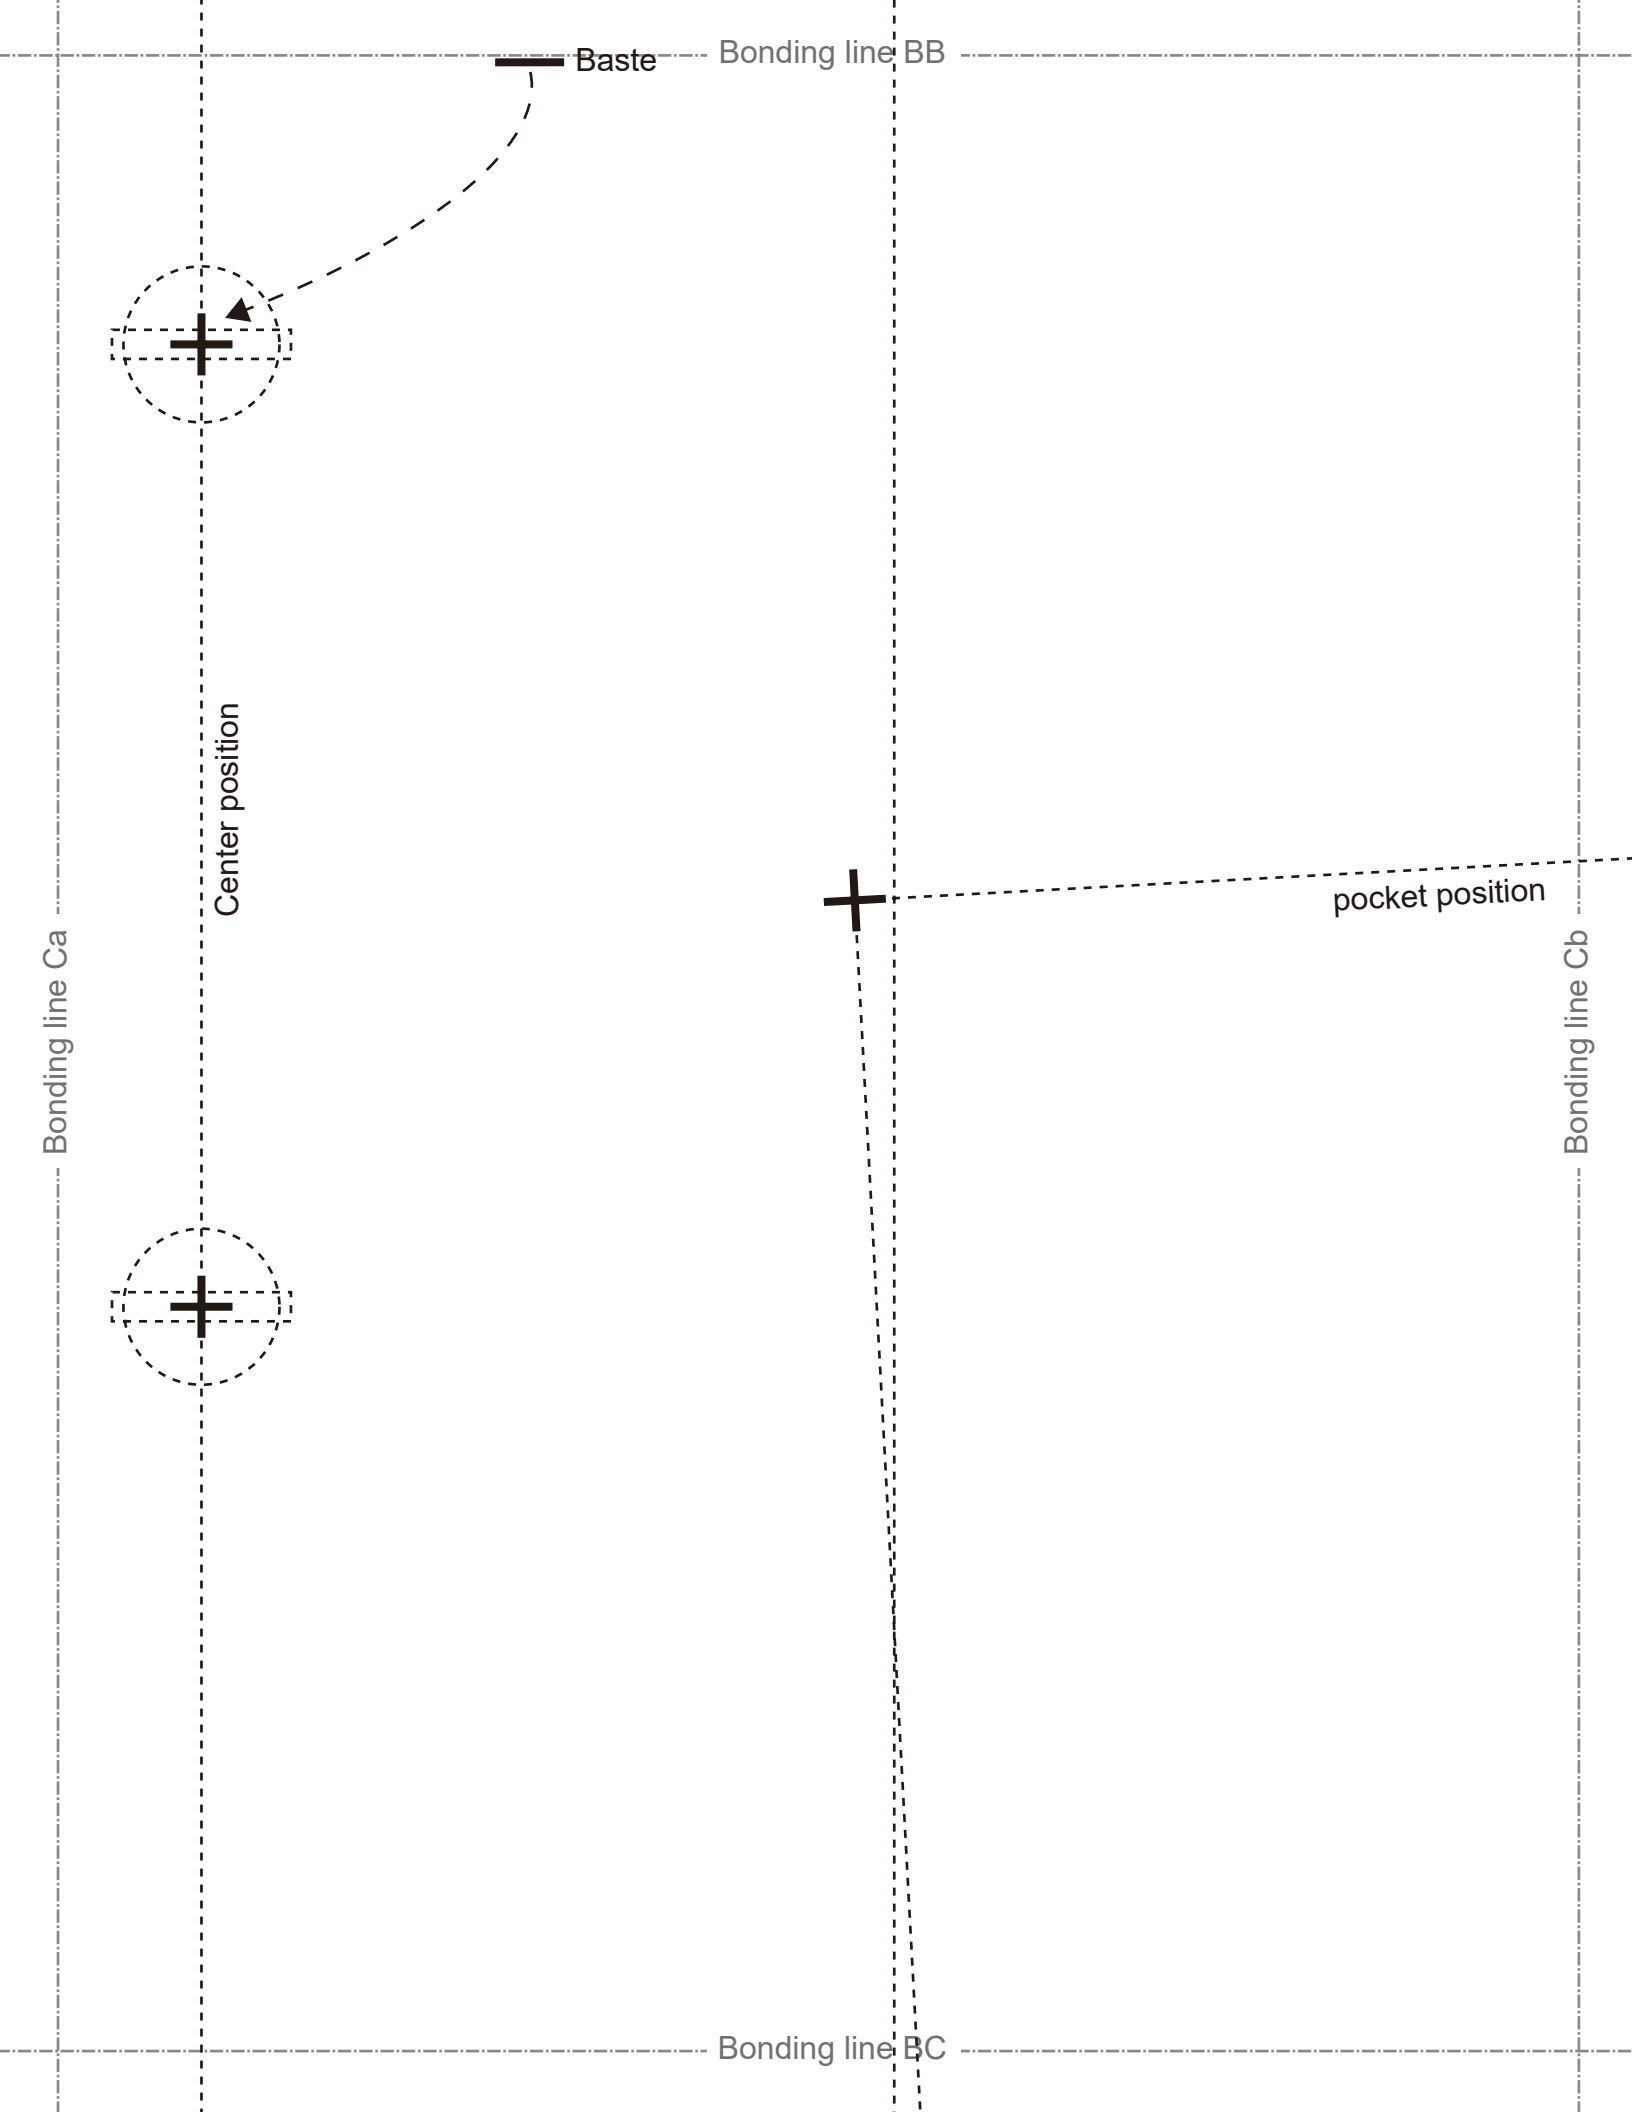 Bonding line BB
Baste
Center position
pocket position
Bonding line Ca
Bonding line Cb
Bonding line BC